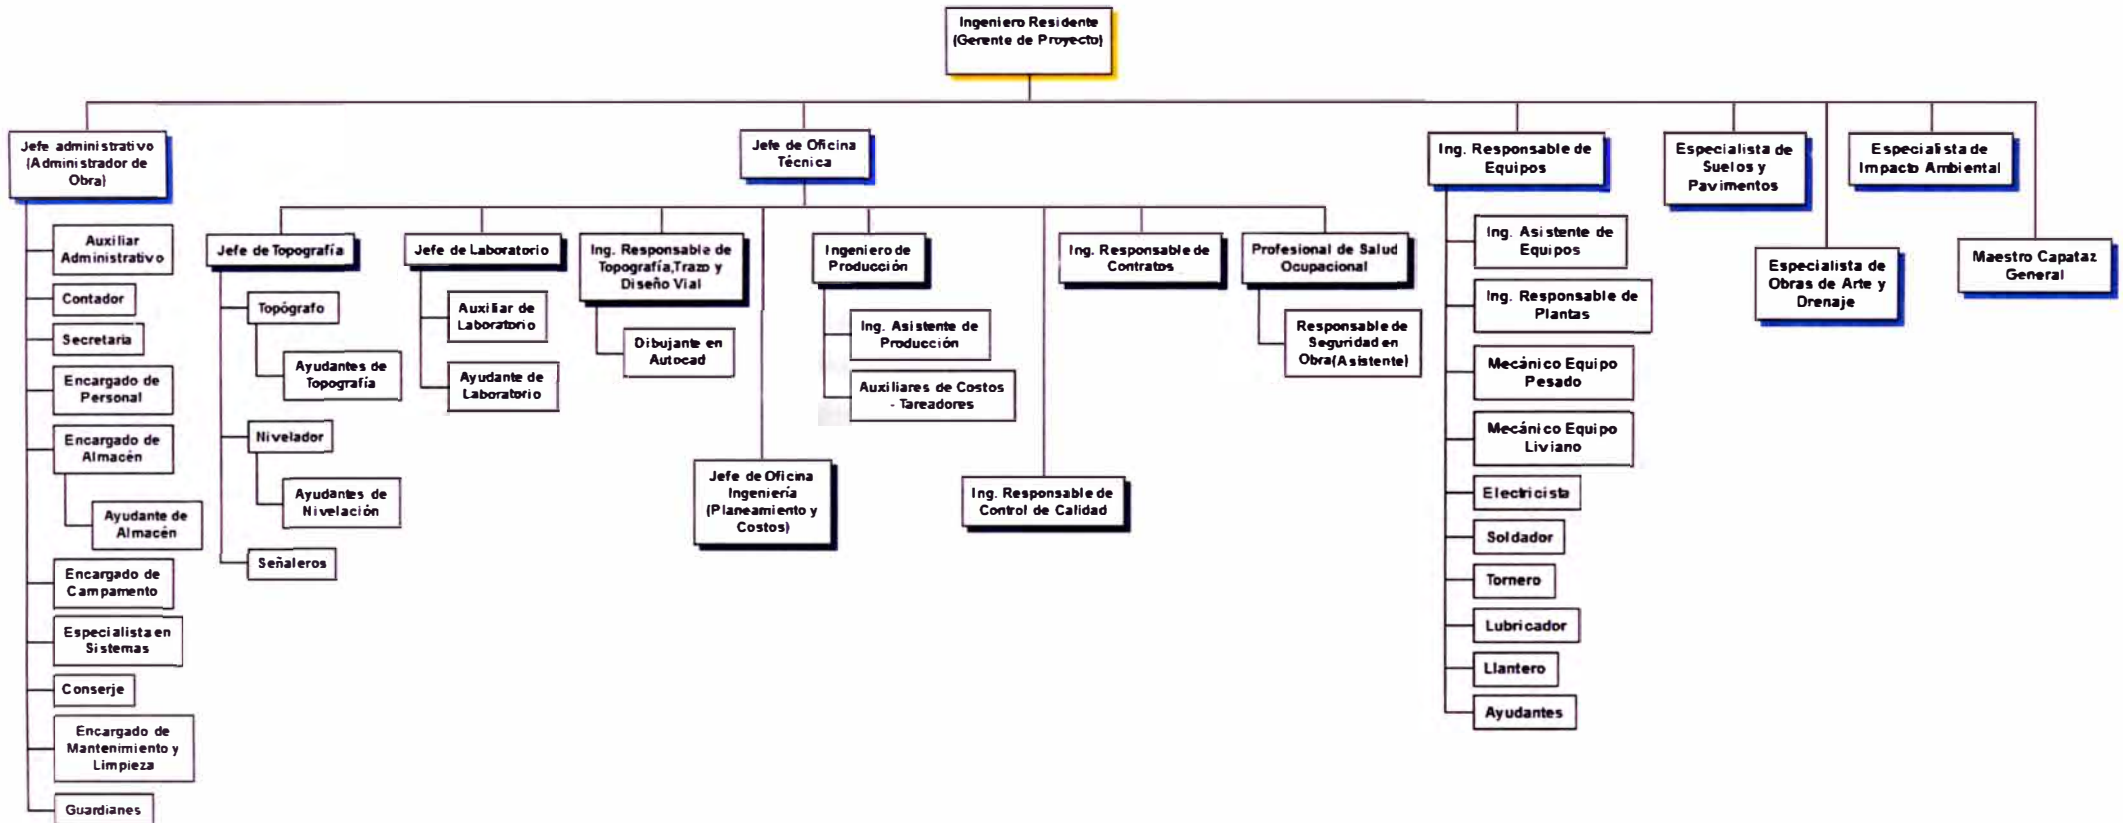 Ingeniero Residente
(Gerente de Proyecto)
Jefe administrativo
(Administrador de
Obra)
Auxiliar
Administrativo
Contador
Secretaria
Encargado de
Personal
Encargado de
Almacén
Ayudante de
Almacén
Encargado de
Campamento
Especialista en
Sistemas
Conserje
Encargado de
Mantenimiento y
Limpieza
Guardianes
Jefe de Oficina
Técnica
Jefe de Topografía
Topógrafo
Ayudantes de
Topografía
Nivelador
Ayudantes de
Nivelación
Señaleros
Jefe de Laboratorio
Auxiliar de
Laboratorio
Ayudante de
Laboratorio
Ing. Responsable de
Topografía,Trazo y
Diseño Vial
Dibujante en
Autocad
Jefe de Oficina
Ingeniería
(Planeamiento y
Costos)
Ingeniero de
Producción
Ing. Asistente de
Producción
Auxiliares de Costos
- Tareadores
Ing. Responsable de
Control de Calidad
Ing. Responsable de
Contratos
Profesional de Salud
Ocupacional
Responsable de
Seguridad en
Obra(Asistente)
Ing. Responsable de
Equipos
Ing. Asistente de
Equipos
Ing. Responsable de
Plantas
Mecánico Equipo
Pesado
Mecánico Equipo
Liviano
Electricista
Soldador
Tornero
Lubricador
Llantero
Ayudantes
Especialista de
Suelos y
Pavimentos
Especialista de
Obras de Arte y
Drenaje
Especialista de
Impacto Ambiental
Maestro Capataz
General